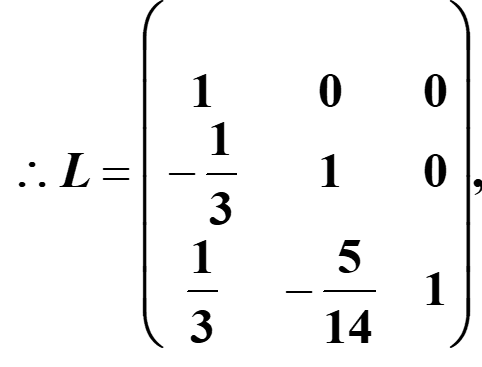 ∴ L = ( 1 0 0
-1/3 1 0
1/3 -5/14 1 ),